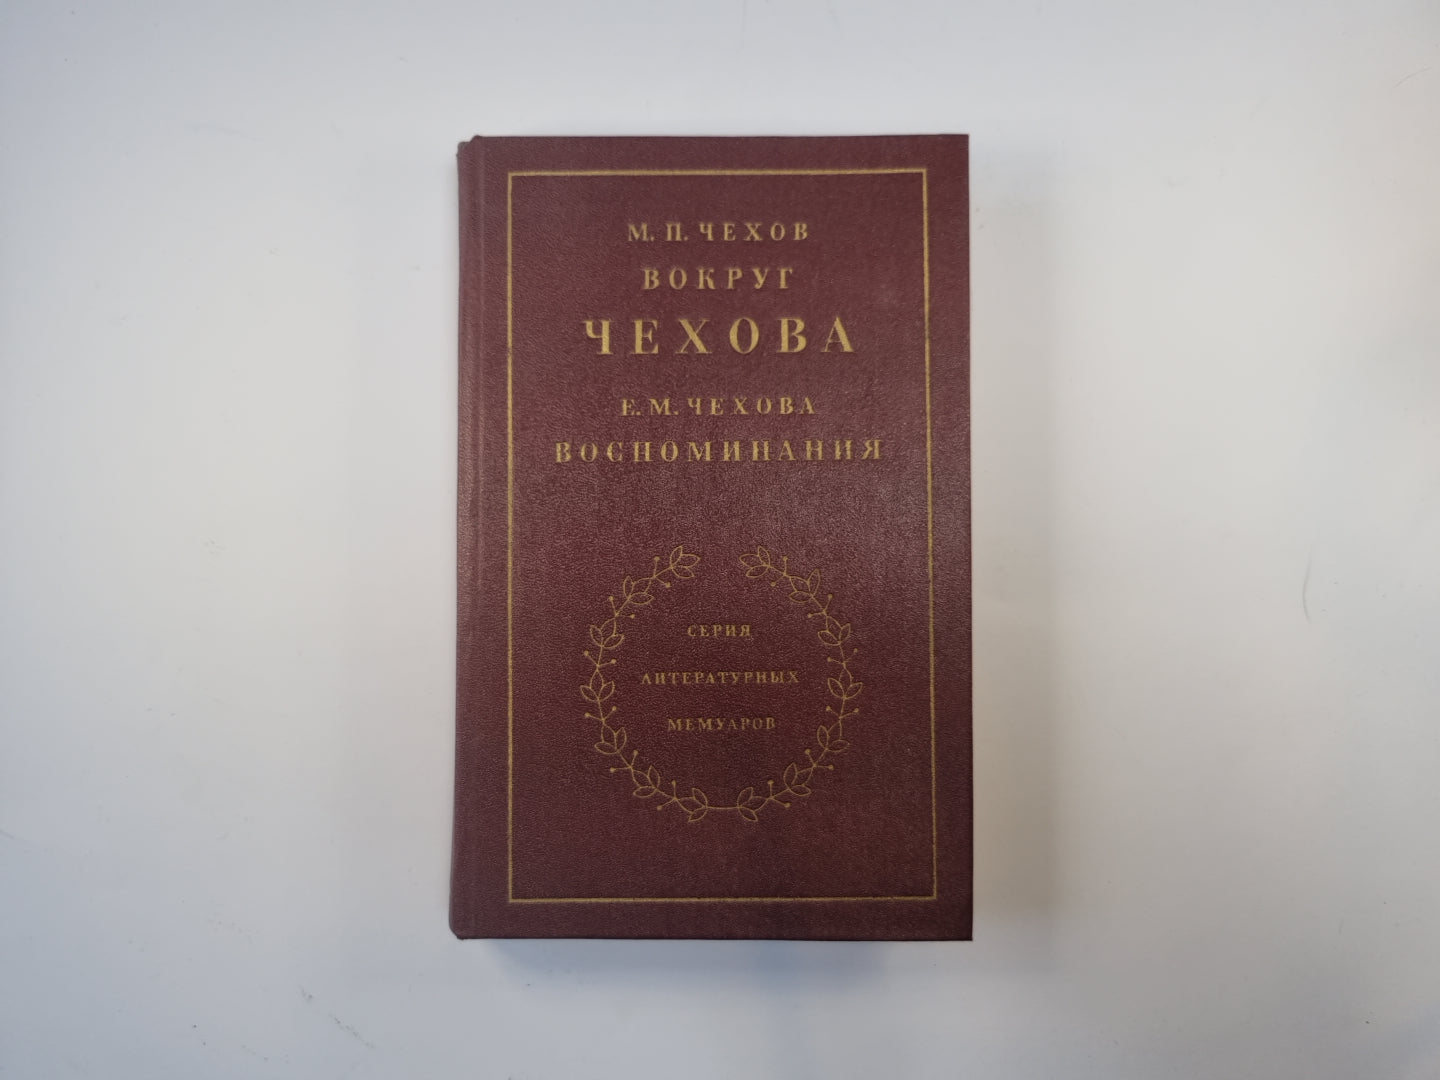 М. П. ЧЕХОВ
ВОКРУГ
ЧЕХОВА
Е. М. ЧЕХОВА
ВОСПОМИНАНИЯ
СЕРИЯ
ЛИТЕРАТУРНЫХ
МЕМУАРОВ